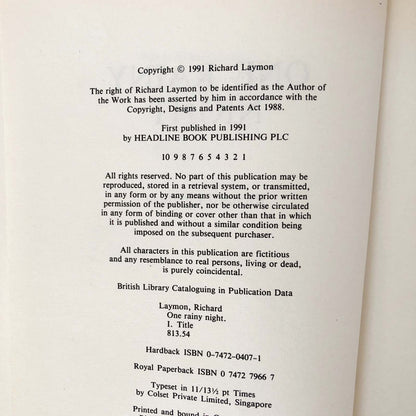 Copyright © 1991 Richard Laymon
The right of Richard Laymon to be identified as the Author of
the Work has been asserted by him in accordance with the
Copyright, Designs and Patents Act 1988.
First published in 1991
by HEADLINE BOOK PUBLISHING PLC
10 9 8 7 6 5 4 3 2 1
All rights reserved. No part of this publication may be
reproduced, stored in a retrieval system, or transmitted,
in any form or by any means without the prior written
permission of the publisher, nor be otherwise circulated
in any form of binding or cover other than that in which
it is published and without a similar condition being
imposed on the subsequent purchaser.
All characters in this publication are fictitious
and any resemblance to real persons, living or dead,
is purely coincidental.
British Library Cataloguing in Publication Data
Laymon, Richard
One rainy night.
I. Title
813.54
Hardback ISBN 0-7472-0407-1
Royal Paperback ISBN 0 7472 7966 7
Typeset in 11/13½ pt Times
by Colset Private Limited, Singapore
Printed and bound in